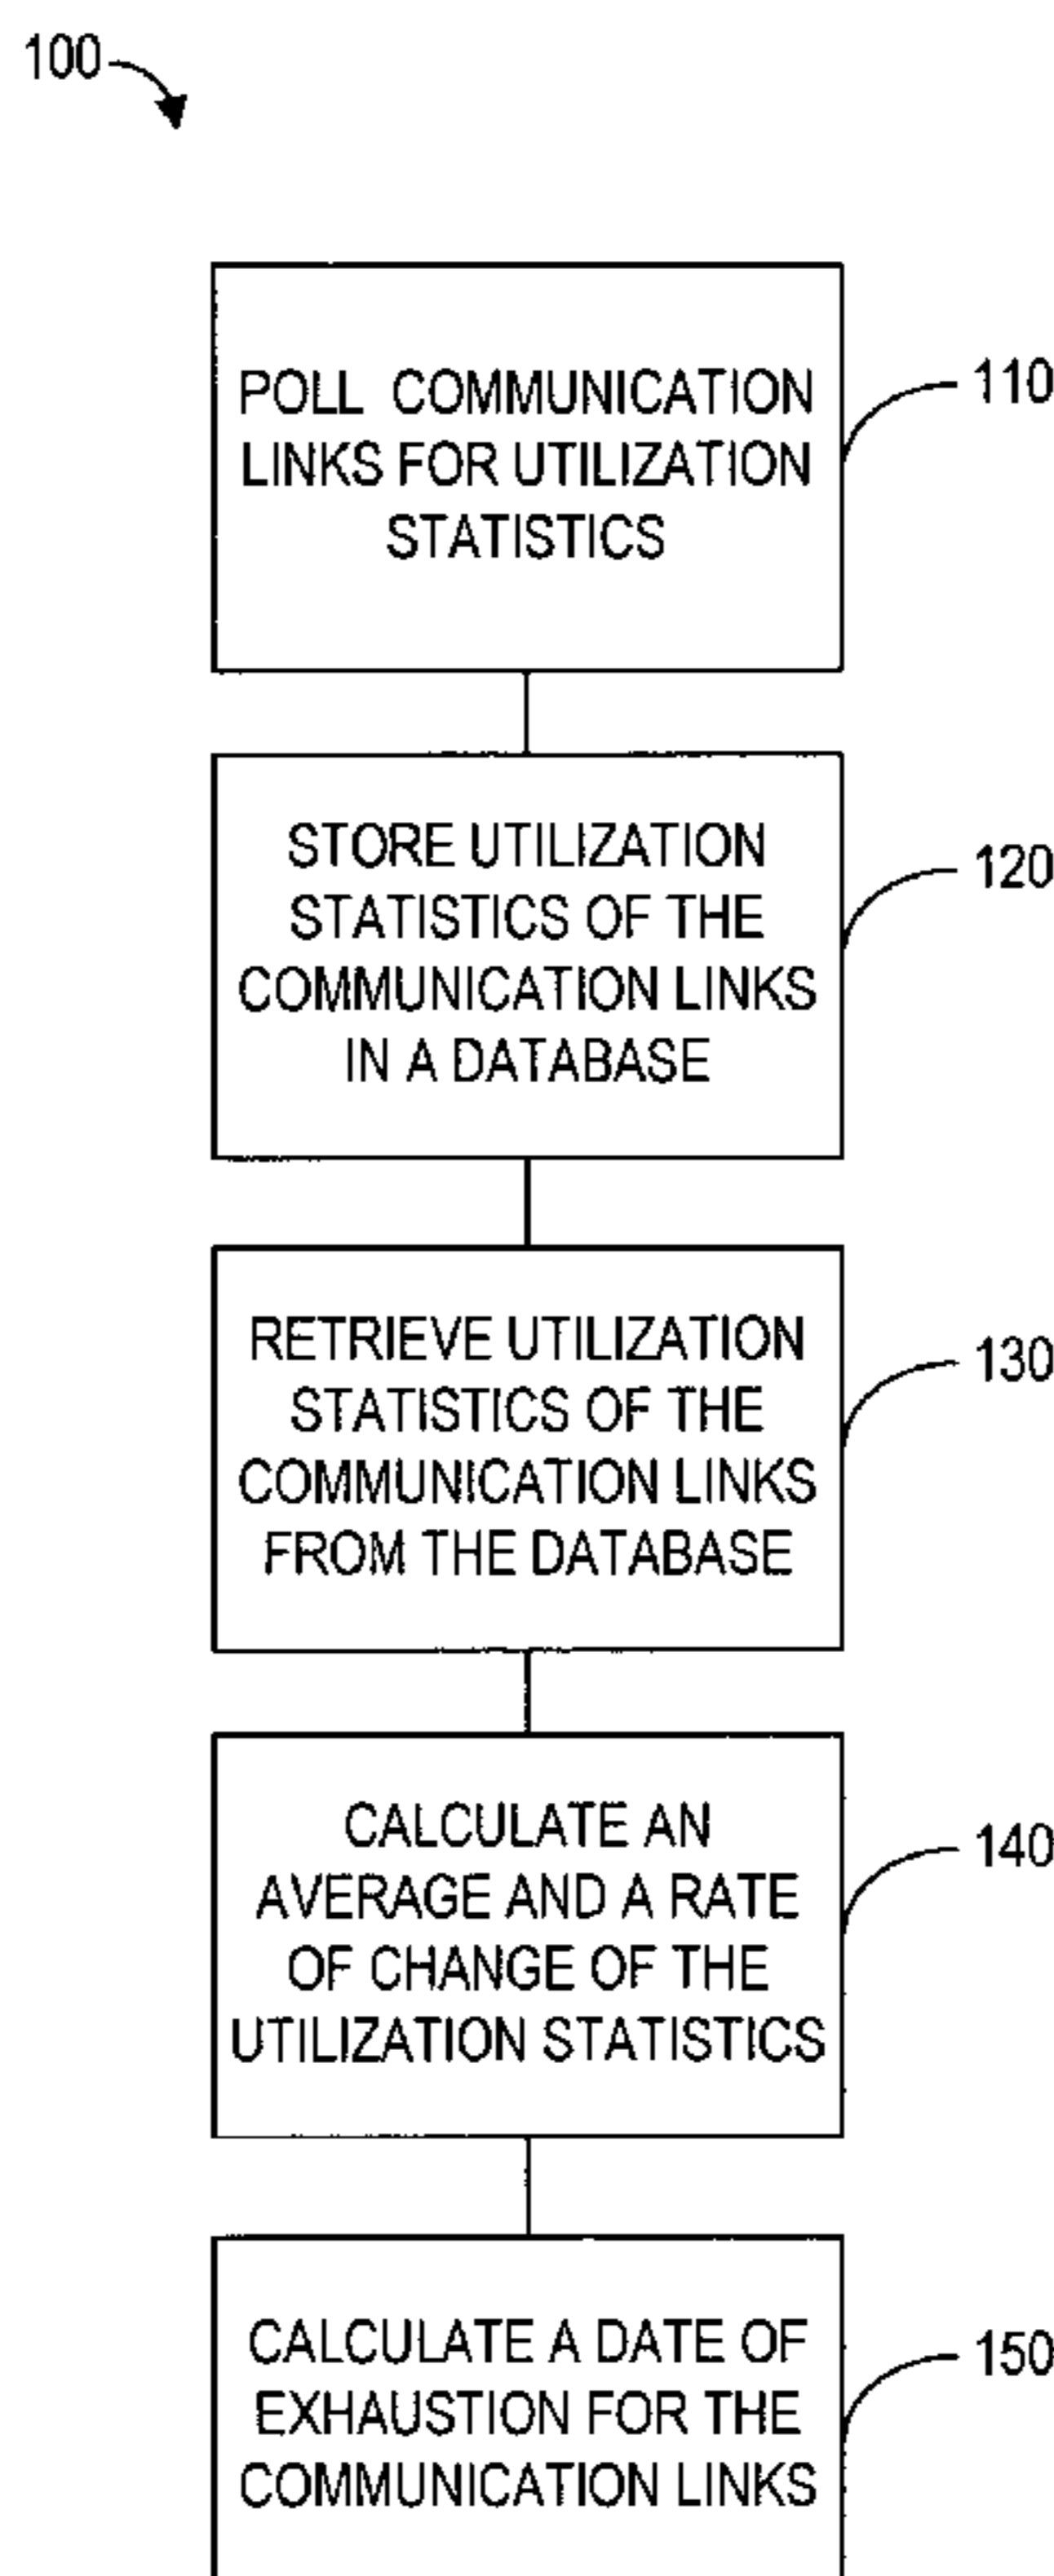 100
POLL COMMUNICATION
LINKS FOR UTILIZATION
STATISTICS
110
STORE UTILIZATION
STATISTICS OF THE
COMMUNICATION LINKS
IN A DATABASE
120
RETRIEVE UTILIZATION
STATISTICS OF THE
COMMUNICATION LINKS
FROM THE DATABASE
130
CALCULATE AN
AVERAGE AND A RATE
OF CHANGE OF THE
UTILIZATION STATISTICS
140
CALCULATE A DATE OF
EXHAUSTION FOR THE
COMMUNICATION LINKS
150